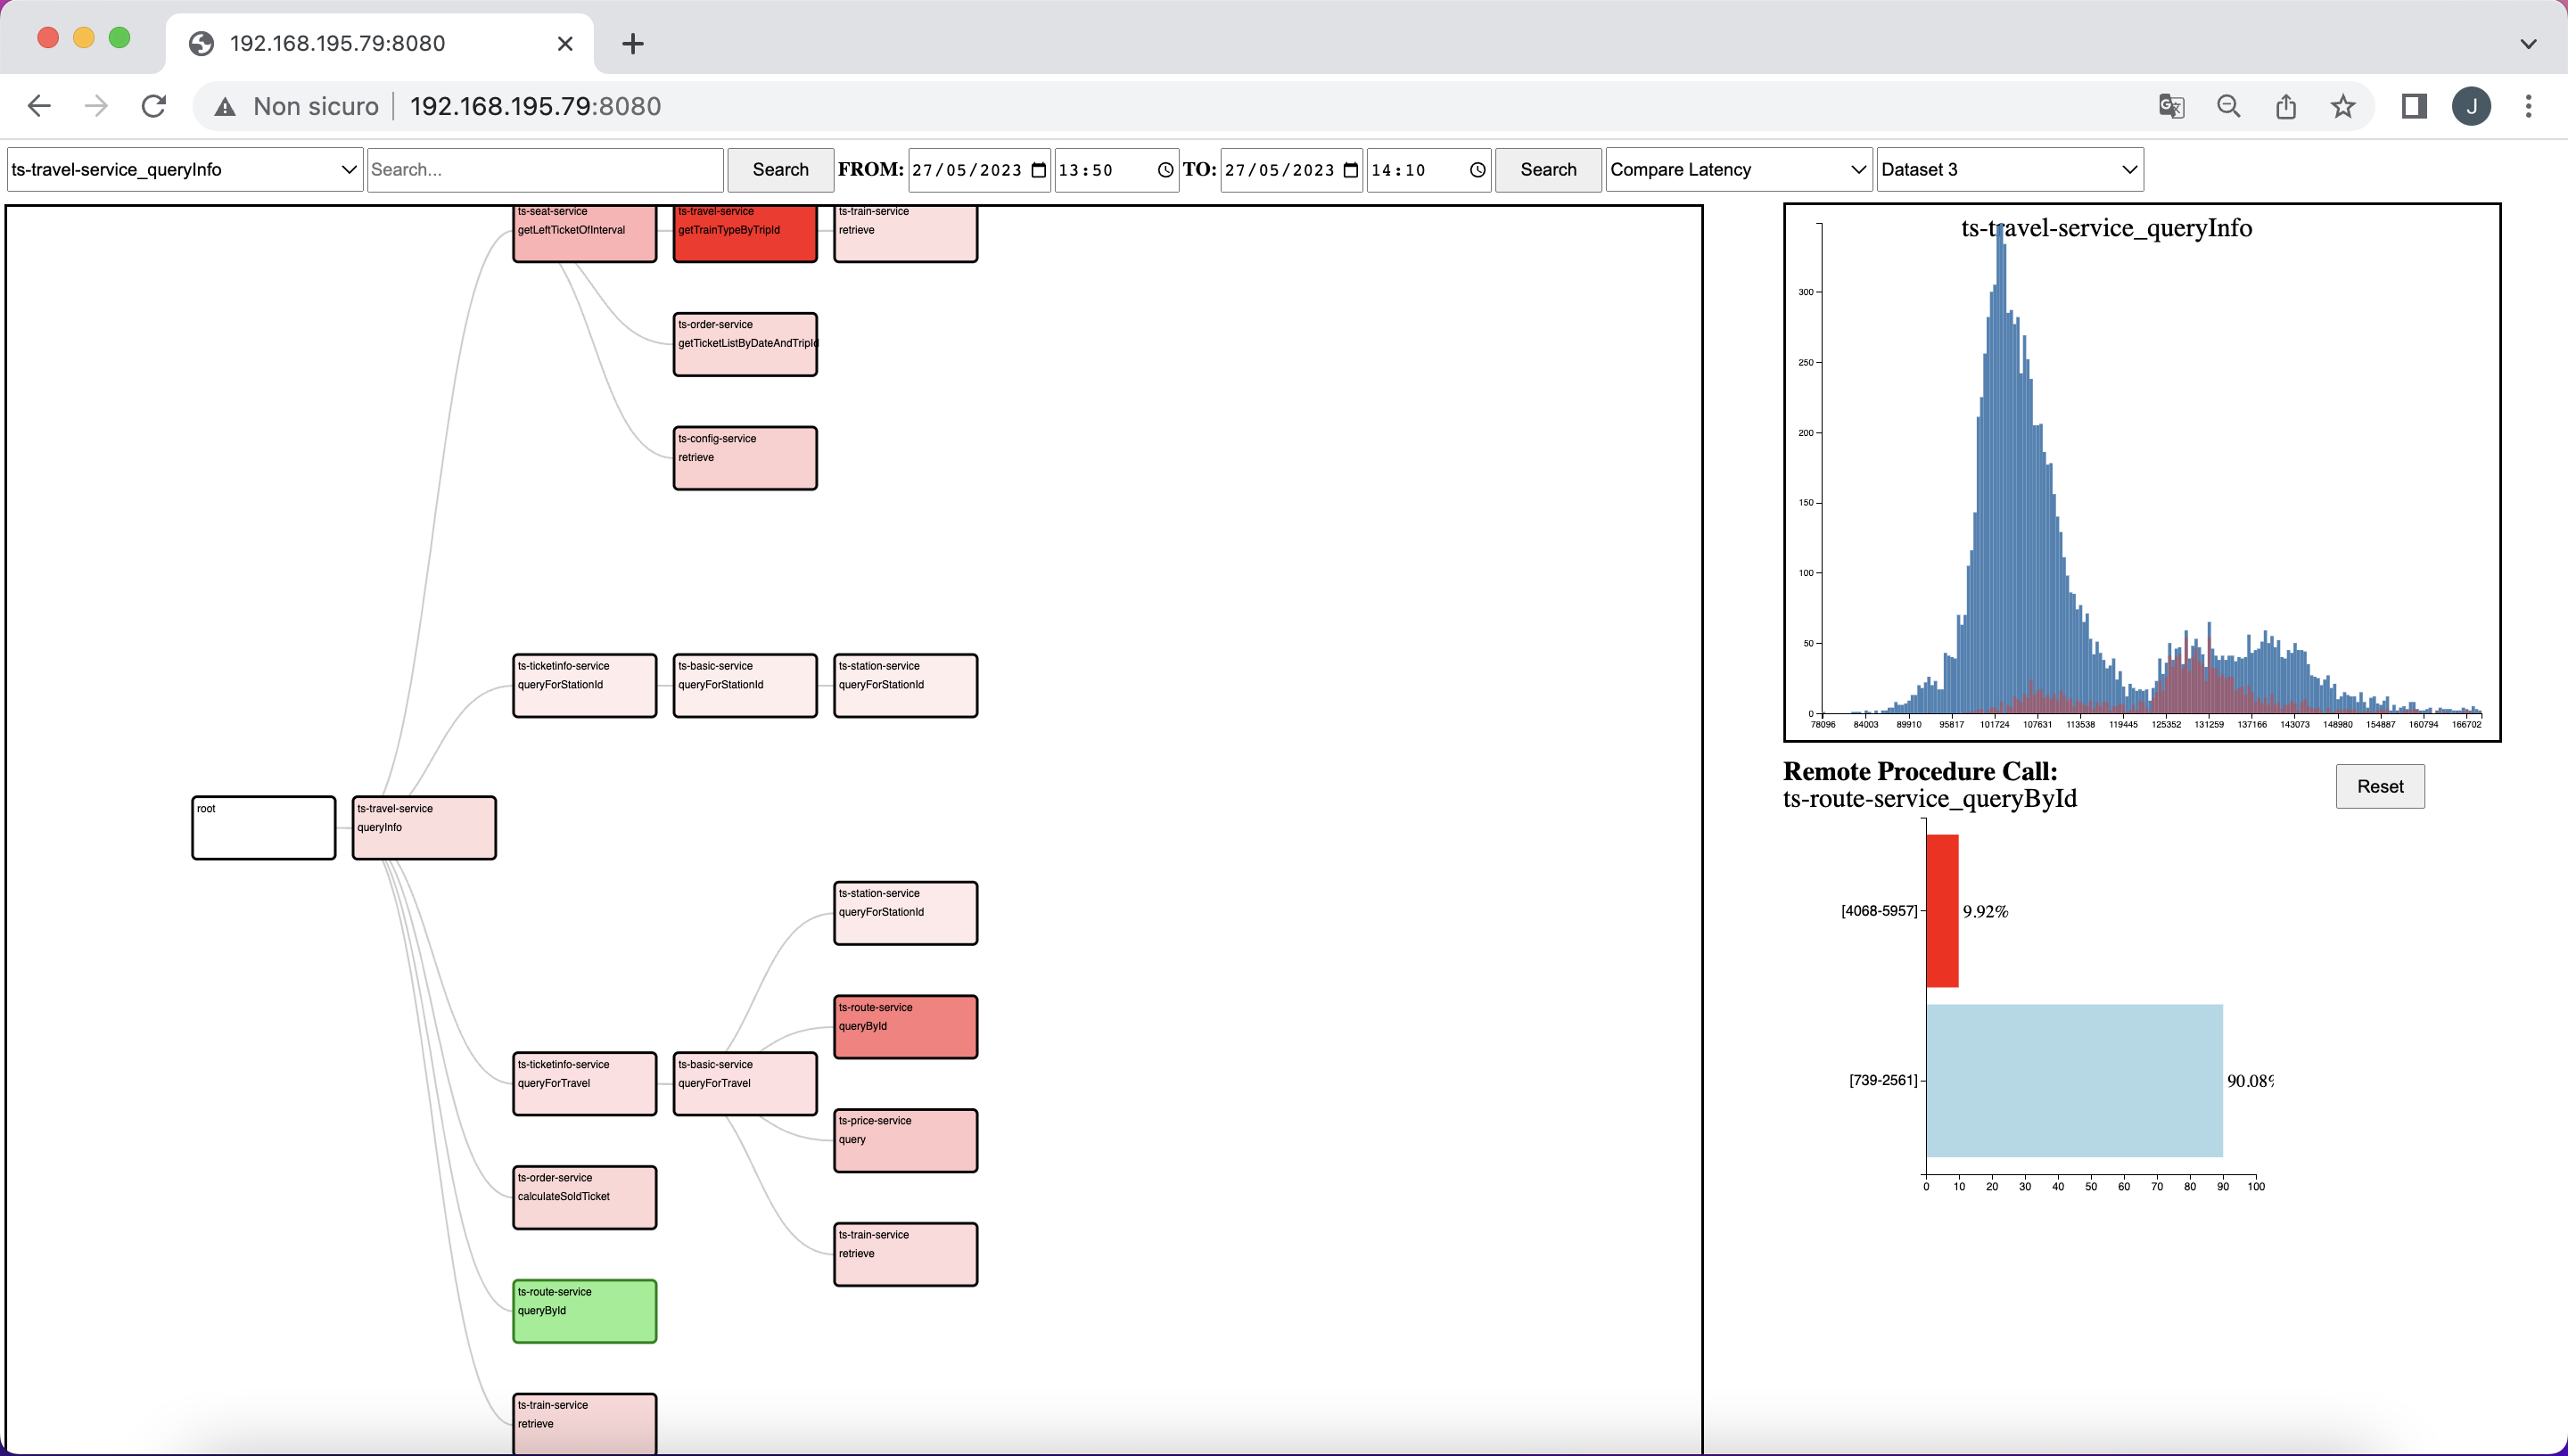 192.168.195.79:8080
Non sicuro 192.168.195.79:8080
J
ts-travel-service_queryInfo Search... Search FROM: 27/05/2023 13:50 TO: 27/05/2023 14:10 Search Compare Latency Dataset 3
ts-seat-service
getLeftTicketOfInterval
ts-travel-service
getTrainTypeByTripId
ts-train-service
retrieve
ts-order-service
getTicketListByDateAndTripId
ts-config-service
retrieve
ts-ticketinfo-service
queryForStationId
ts-basic-service
queryForStationId
ts-station-service
queryForStationId
root
ts-travel-service
queryInfo
ts-station-service
queryForStationId
ts-route-service
queryById
ts-ticketinfo-service
queryForTravel
ts-basic-service
queryForTravel
ts-price-service
query
ts-order-service
calculateSoldTicket
ts-train-service
retrieve
ts-route-service
queryById
ts-train-service
retrieve
ts-travel-service_queryInfo
300
250
200
150
100
50
0
78096 84003 89910 95817 101724 107631 113538 119445 125352 131259 137166 143073 148980 154887 160794 166702
Remote Procedure Call:
ts-route-service_queryById
Reset
[4068-5957] 9.92%
[739-2561] 90.08%
0 10 20 30 40 50 60 70 80 90 100